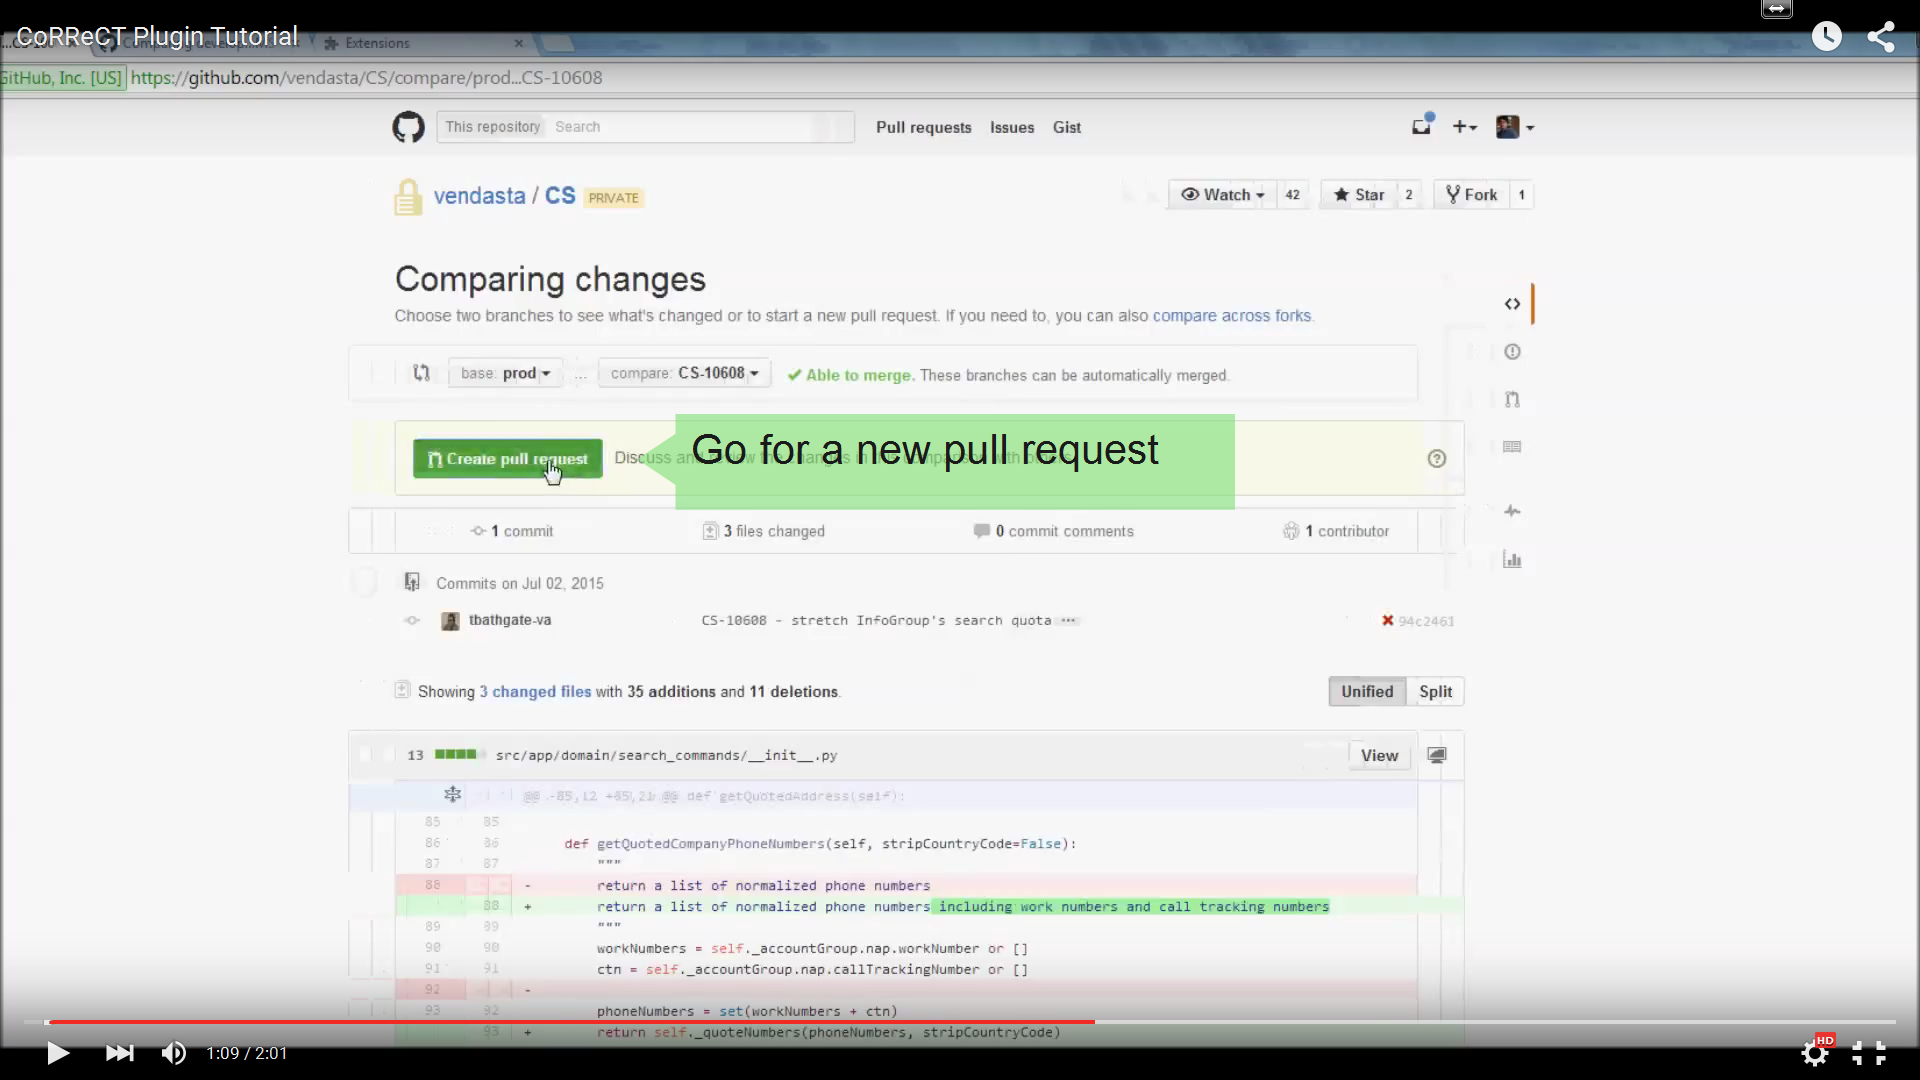 CoRReCT Plugin Tutorial
Extensions
GitHub, Inc. [US] https://github.com/vendasta/CS/compare/prod...CS-10608
This repository Search Pull requests Issues Gist
vendasta / CS PRIVATE Watch 42 Star 2 Fork 1
Comparing changes
Choose two branches to see what's changed or to start a new pull request. If you need to, you can also compare across forks.
base: prod ... compare: CS-10608 Able to merge. These branches can be automatically merged.
Create pull request Discuss and review the changes in this comparison with others.
Go for a new pull request
1 commit 3 files changed 0 commit comments 1 contributor
Commits on Jul 02, 2015
tbathgate-va CS-10608 - stretch InfoGroup's search quota ... 94c2461
Showing 3 changed files with 35 additions and 11 deletions. Unified Split
13 src/app/domain/search_commands/__init__.py View
@@ -85,12 +85,21 @@ def getQuotedAddress(self):
85 85
86 86 def getQuotedCompanyPhoneNumbers(self, stripCountryCode=False):
87 87 """
88 - return a list of normalized phone numbers
88 + return a list of normalized phone numbers including work numbers and call tracking numbers
89 89 """
90 90 workNumbers = self._accountGroup.nap.workNumber or []
91 91 ctn = self._accountGroup.nap.callTrackingNumber or []
92 -
93 92 phoneNumbers = set(workNumbers + ctn)
93 + return self._quoteNumbers(phoneNumbers, stripCountryCode)
1:09 / 2:01 HD